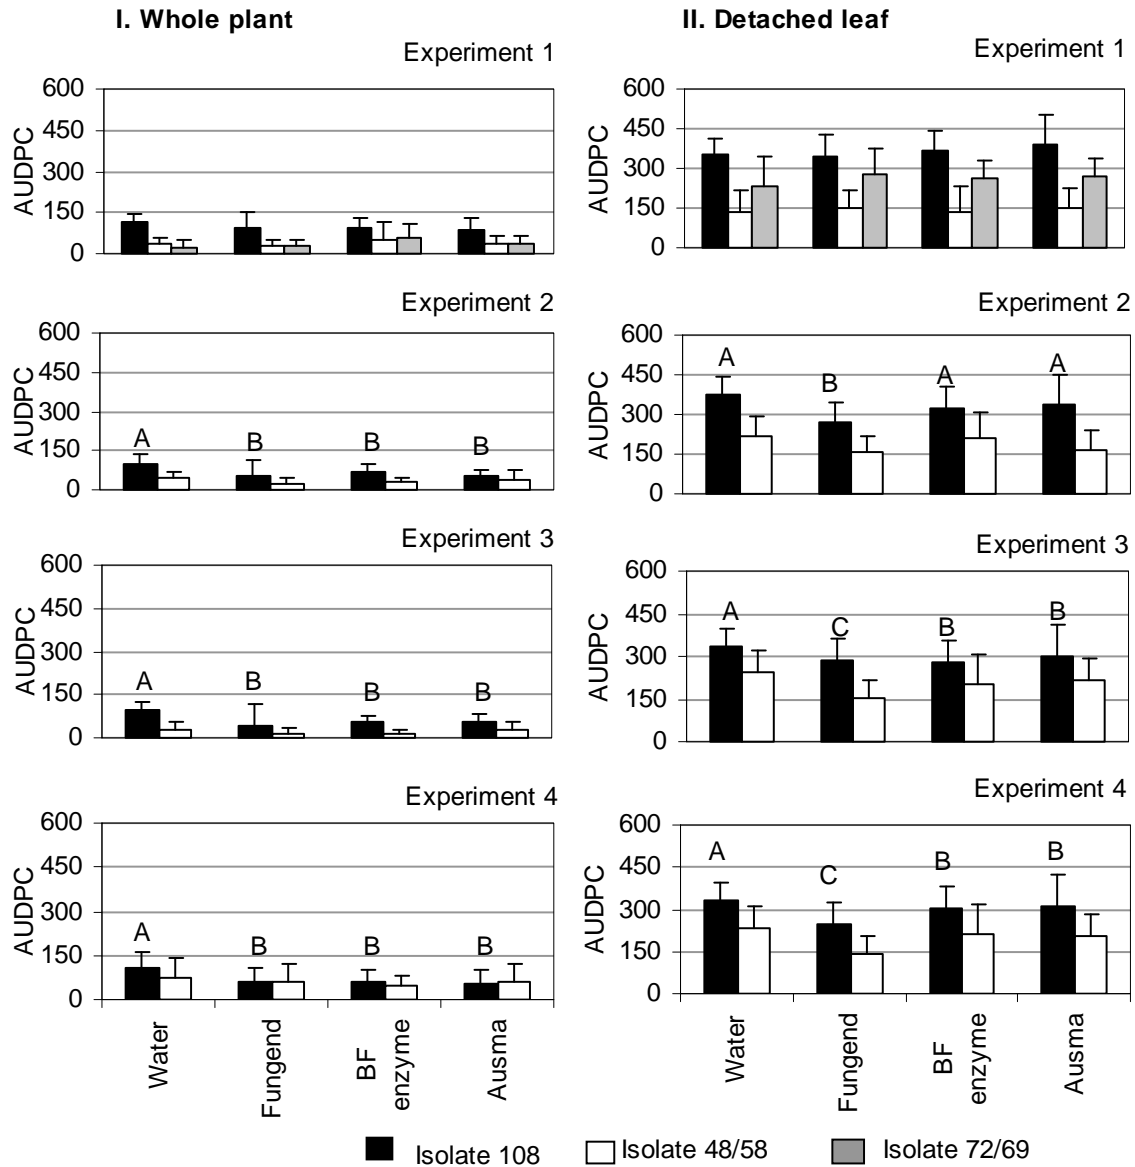 I. Whole plant
Experiment 1
AUDPC
600
450
300
150
0
Experiment 2
AUDPC
600
450
300
150
0
A B B B
Experiment 3
AUDPC
600
450
300
150
0
A B B B
Experiment 4
AUDPC
600
450
300
150
0
A B B B
Water
Fungend
BF
enzyme
Ausma
II. Detached leaf
Experiment 1
AUDPC
600
450
300
150
0
Experiment 2
AUDPC
600
450
300
150
0
A B A A
Experiment 3
AUDPC
600
450
300
150
0
A C B B
Experiment 4
AUDPC
600
450
300
150
0
A C B B
Water
Fungend
BF
enzyme
Ausma
Isolate 108 Isolate 48/58 Isolate 72/69